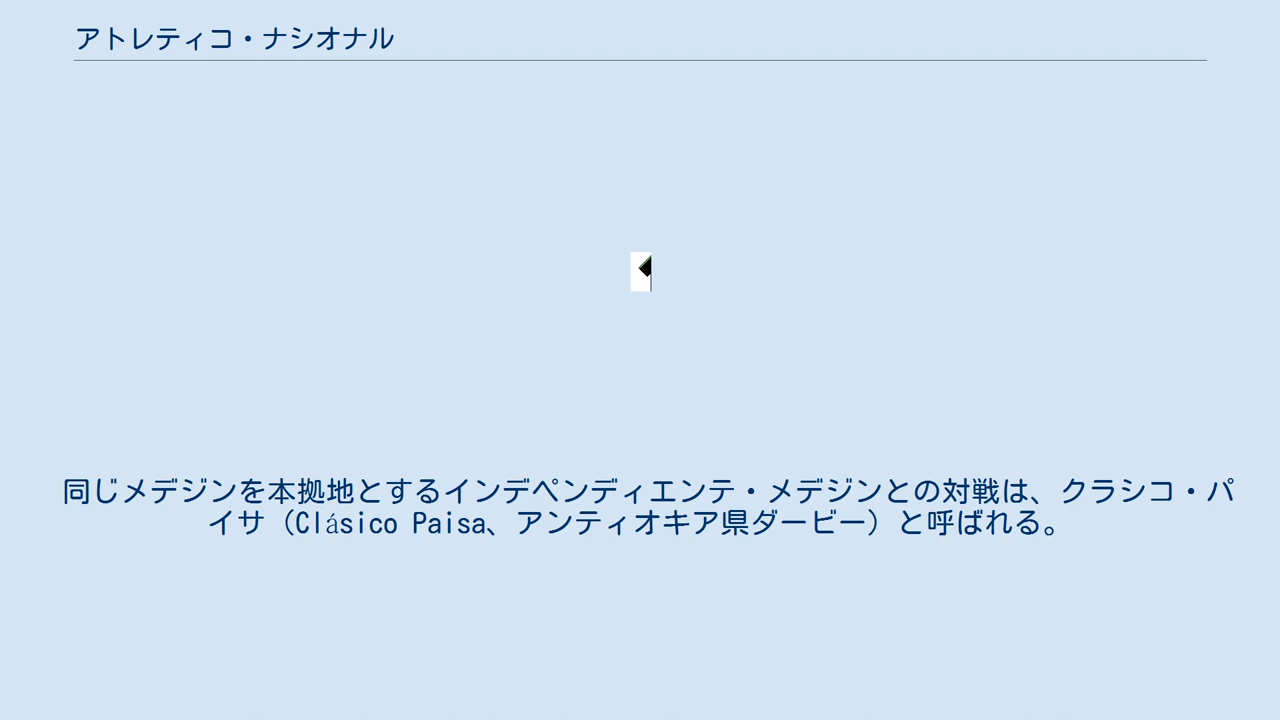 アトレティコ・ナシオナル
同じメデジンを本拠地とするインデペンディエンテ・メデジンとの対戦は、クラシコ・パ
イサ（Clásico Paisa、アンティオキア県ダービー）と呼ばれる。